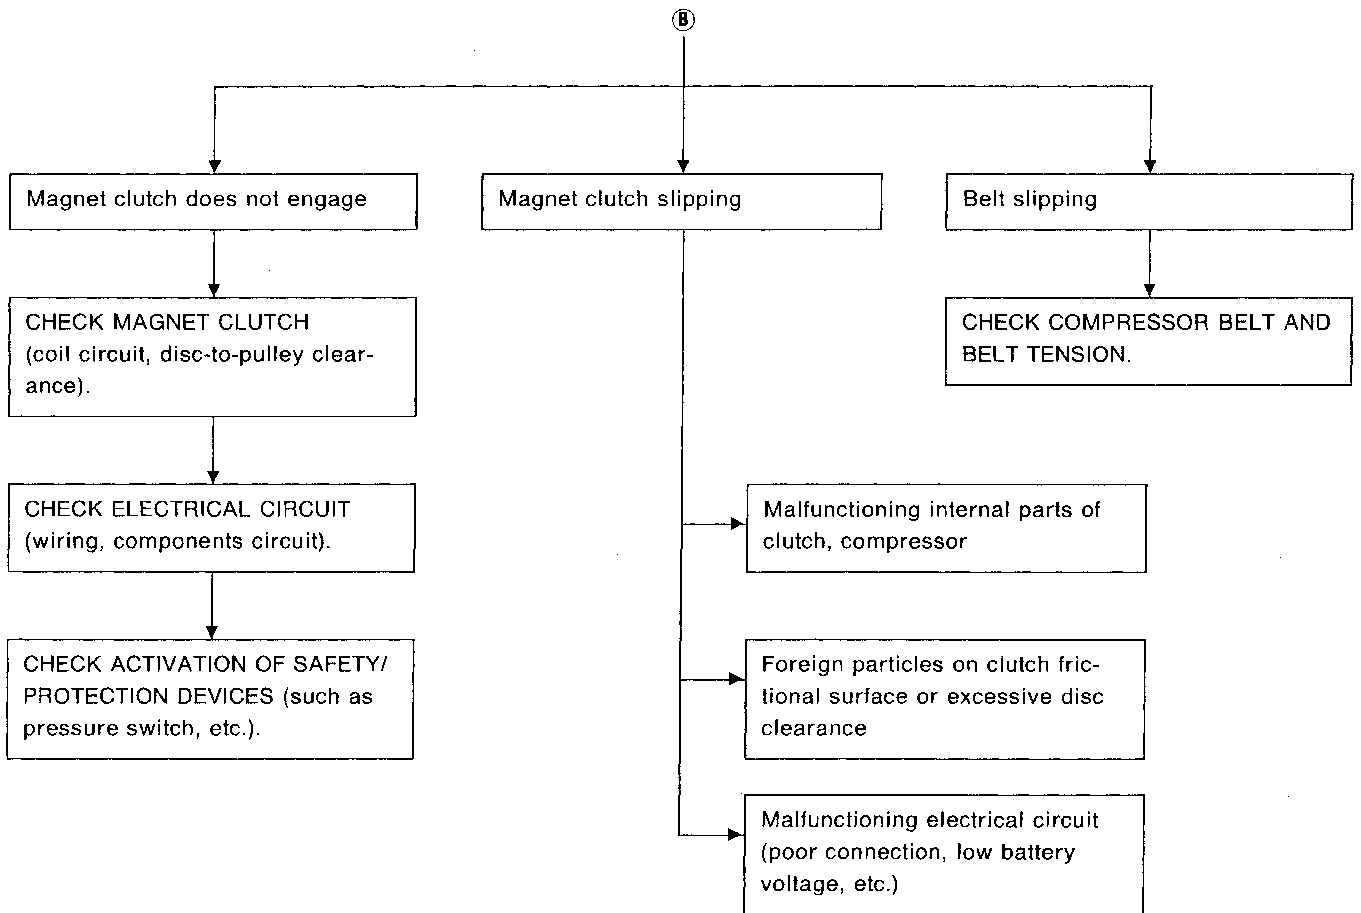 B
Magnet clutch does not engage
Magnet clutch slipping
Belt slipping
CHECK MAGNET CLUTCH
(coil circuit, disc-to-pulley clear-
ance).
CHECK COMPRESSOR BELT AND
BELT TENSION.
CHECK ELECTRICAL CIRCUIT
(wiring, components circuit).
Malfunctioning internal parts of
clutch, compressor
CHECK ACTIVATION OF SAFETY/
PROTECTION DEVICES (such as
pressure switch, etc.).
Foreign particles on clutch fric-
tional surface or excessive disc
clearance
Malfunctioning electrical circuit
(poor connection, low battery
voltage, etc.)